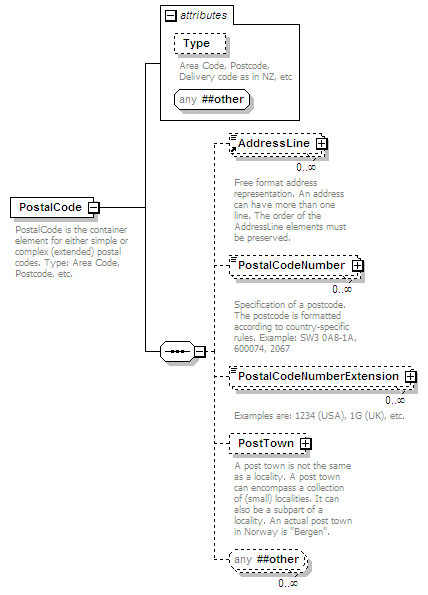 attributes
Type
Area Code, Postcode,
Delivery code as in NZ, etc
any ##other
AddressLine
0..∞
Free format address
representation. An address
can have more than one
line. The order of the
AddressLine elements must
be preserved.
PostalCode
PostalCode is the container
element for either simple or
complex (extended) postal
codes. Type: Area Code,
Postcode, etc.
PostalCodeNumber
0..∞
Specification of a postcode.
The postcode is formatted
according to country-specific
rules. Example: SW3 0A8-1A,
600074, 2067
PostalCodeNumberExtension
0..∞
Examples are: 1234 (USA), 1G (UK), etc.
PostTown
A post town is not the same
as a locality. A post town
can encompass a collection
of (small) localities. It can
also be a subpart of a
locality. An actual post town
in Norway is "Bergen".
any ##other
0..∞